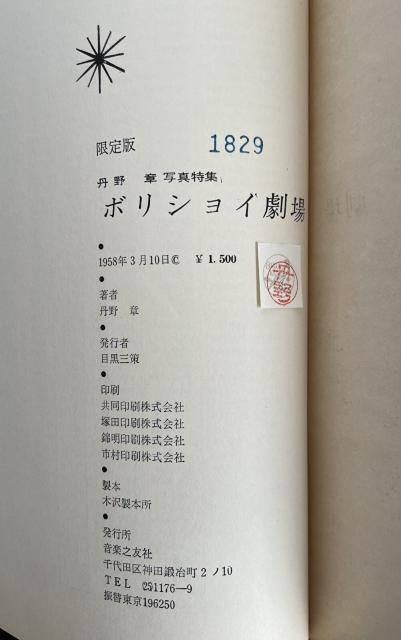 限定版 1829
丹野 章 写真特集
ボリショイ劇場
1958年3月10日© ¥1.500
著者
丹野 章
発行者
目黒三策
印刷
共同印刷株式会社
塚田印刷株式会社
錦明印刷株式会社
市村印刷株式会社
製本
木沢製本所
発行所
音楽之友社
千代田区神田鍛冶町2ノ10
TEL (25)1176—9
振替東京196250